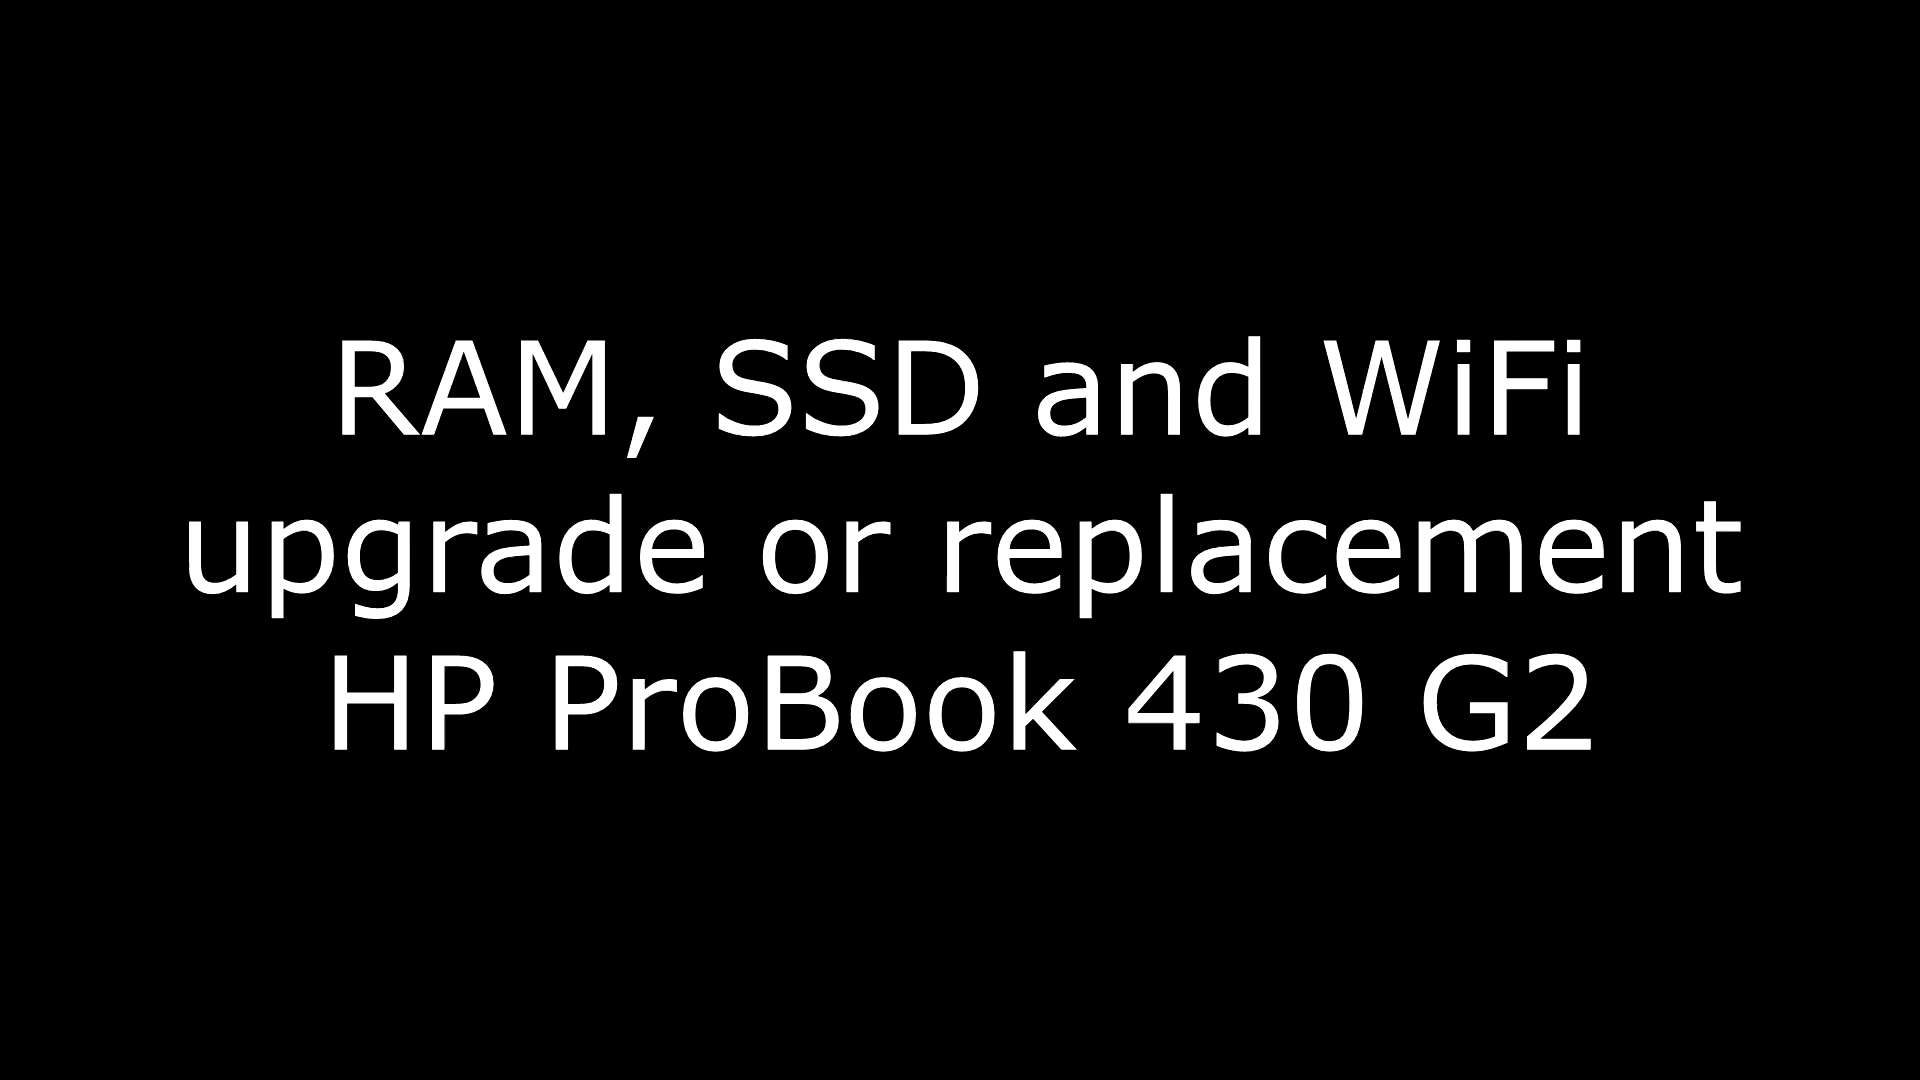 RAM, SSD and WiFi
upgrade or replacement
HP ProBook 430 G2